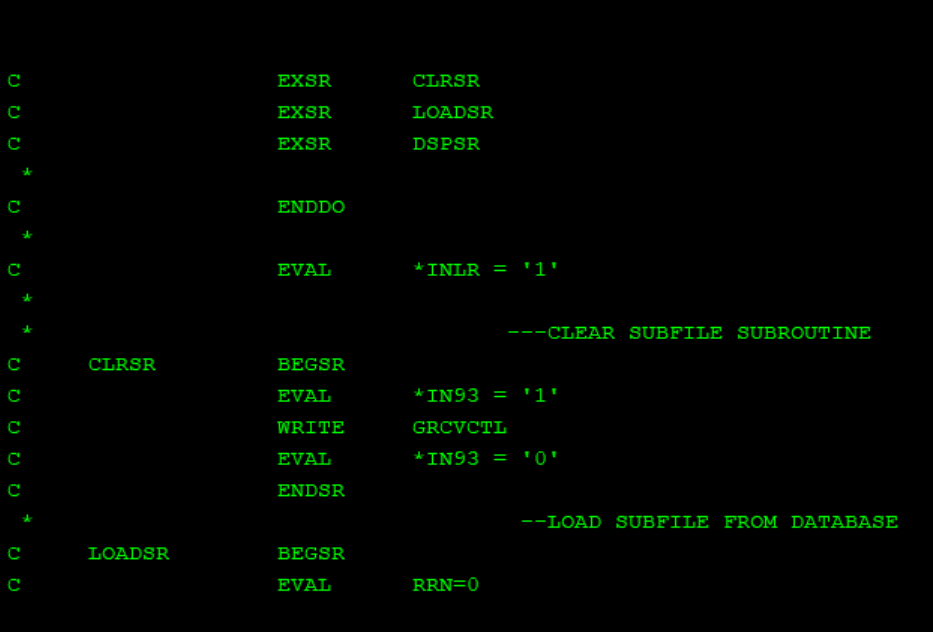 C                   EXSR      CLRSR
C                   EXSR      LOADSR
C                   EXSR      DSPSR
 *
C                   ENDDO
 *
C                   EVAL      *INLR = '1'
 *
 *                                   ---CLEAR SUBFILE SUBROUTINE
C     CLRSR         BEGSR
C                   EVAL      *IN93 = '1'
C                   WRITE     GRCVCTL
C                   EVAL      *IN93 = '0'
C                   ENDSR
 *                                    --LOAD SUBFILE FROM DATABASE
C     LOADSR        BEGSR
C                   EVAL      RRN=0